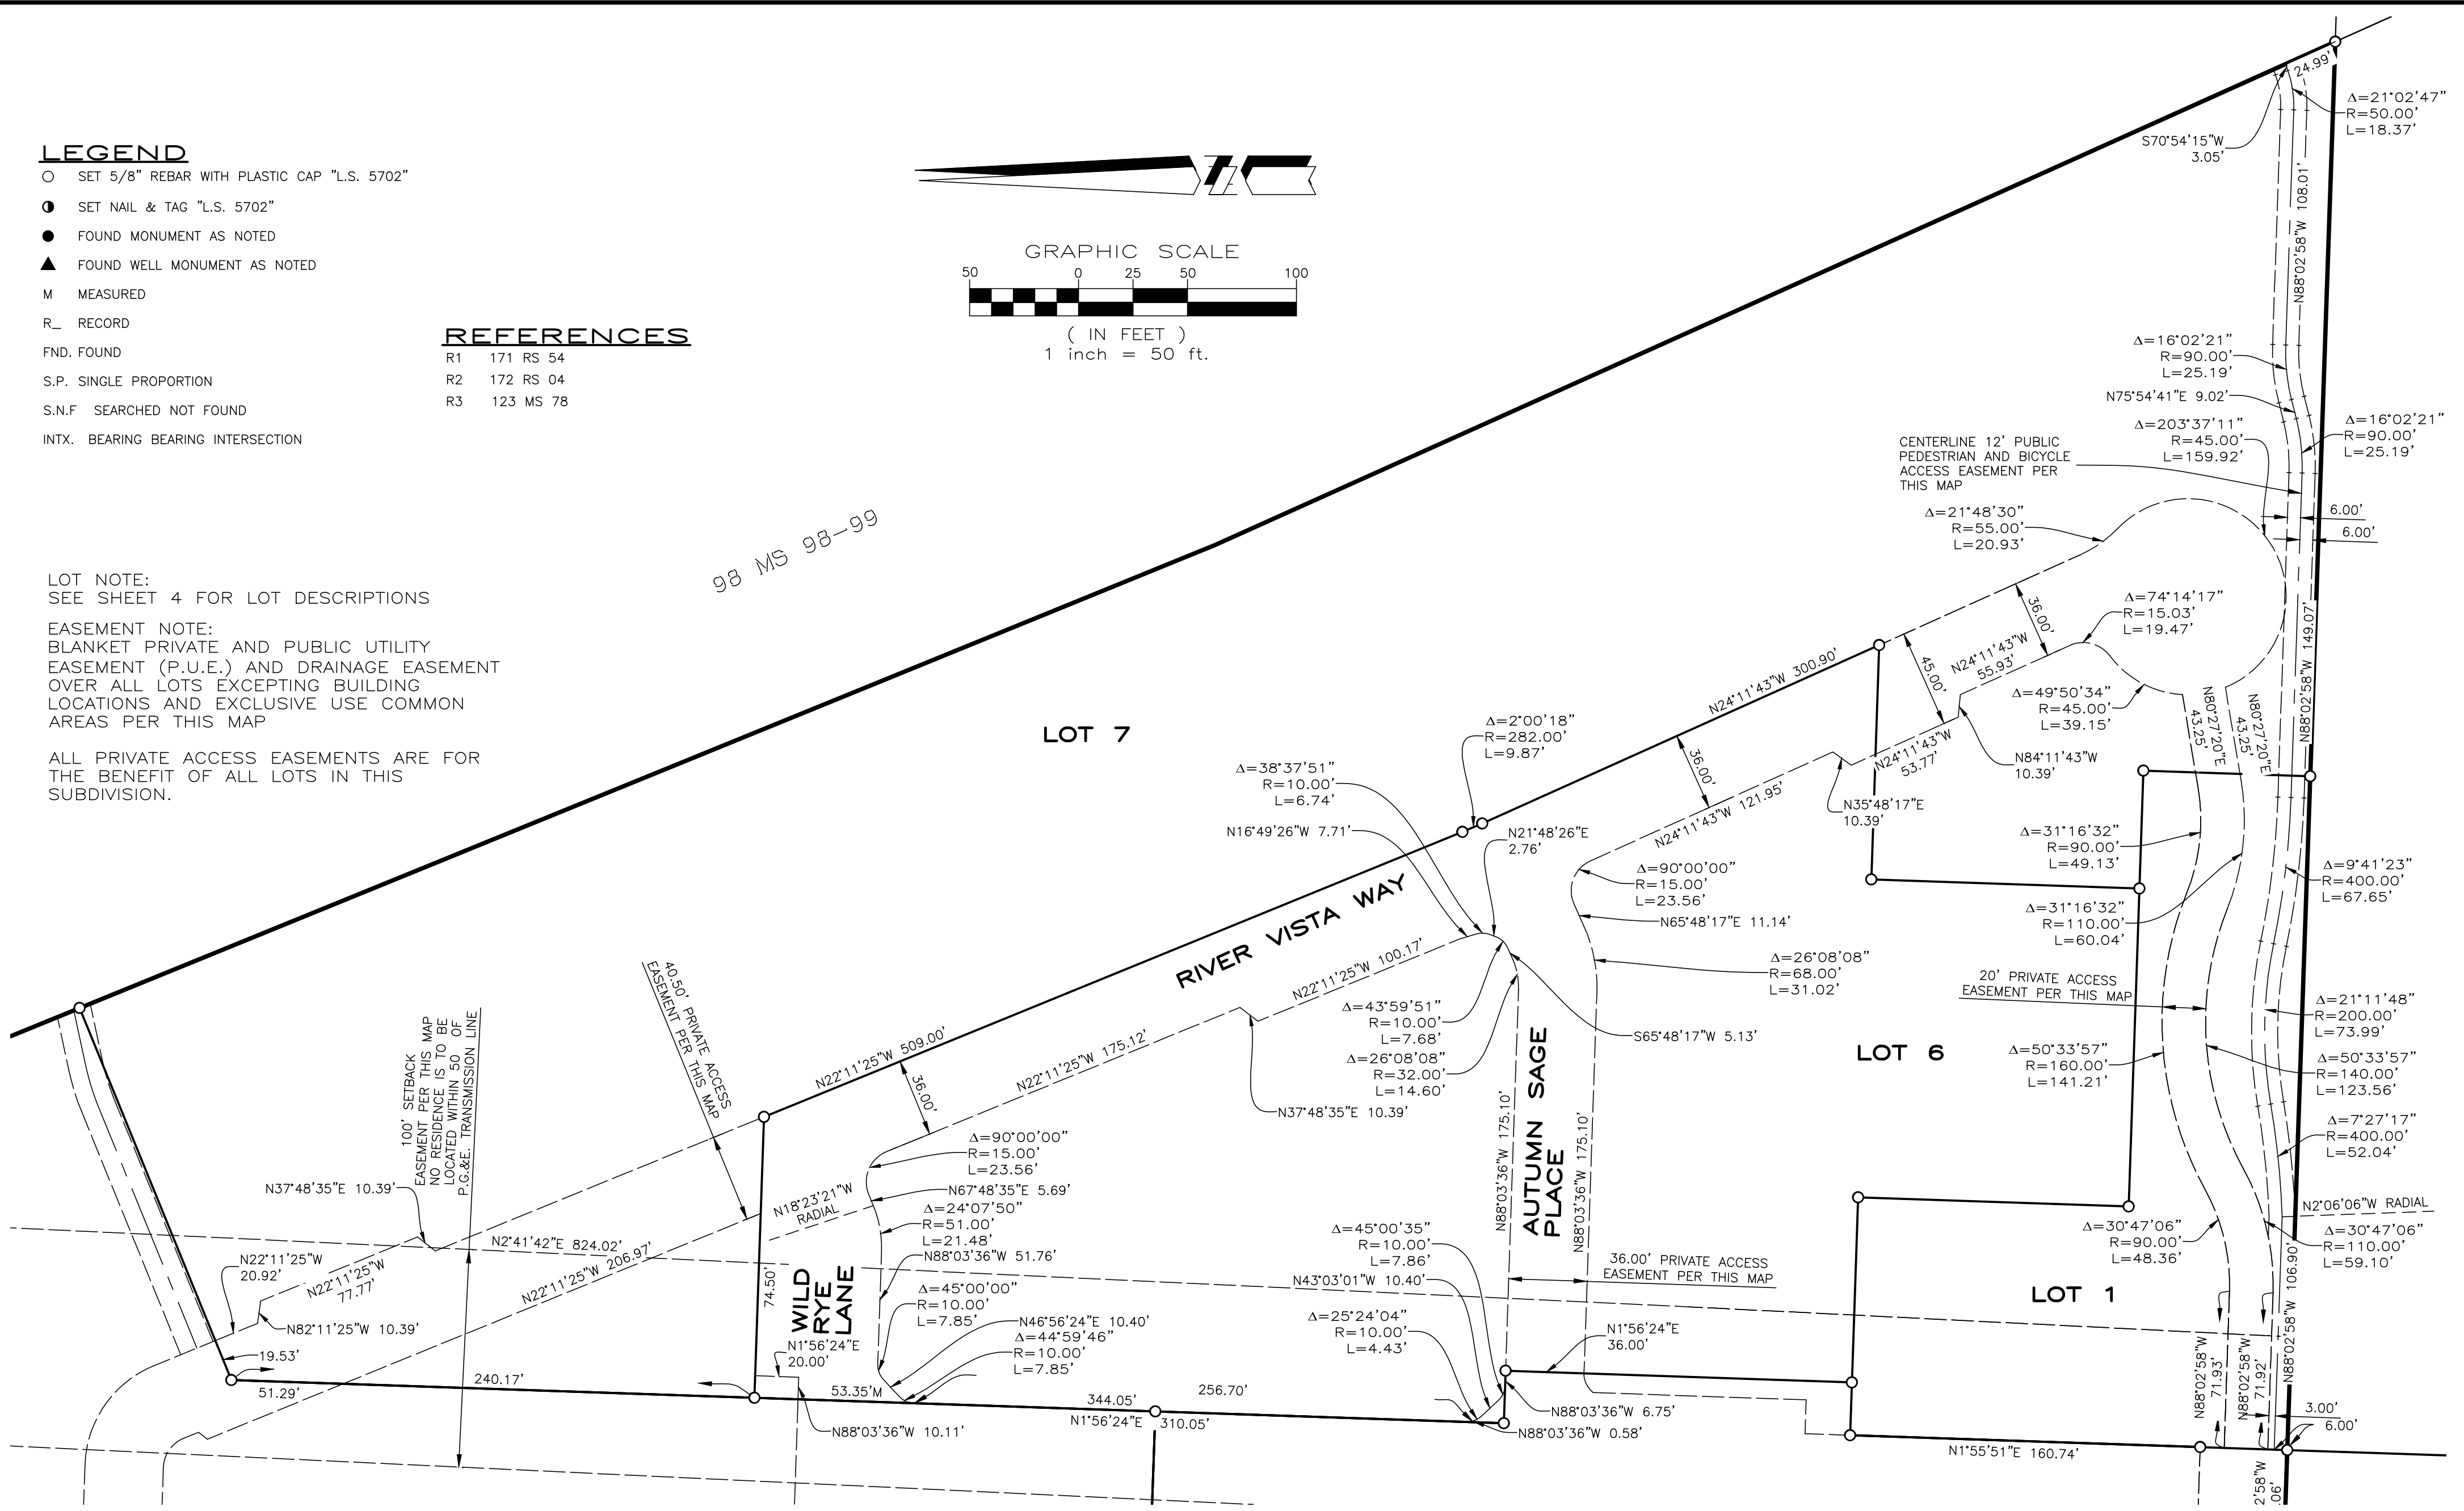 LEGEND
SET 5/8" REBAR WITH PLASTIC CAP "L.S. 5702"
SET NAIL & TAG "L.S. 5702"
FOUND MONUMENT AS NOTED
FOUND WELL MONUMENT AS NOTED
M MEASURED
R_ RECORD
FND. FOUND
S.P. SINGLE PROPORTION
S.N.F SEARCHED NOT FOUND
INTX. BEARING BEARING INTERSECTION
REFERENCES
R1 171 RS 54
R2 172 RS 04
R3 123 MS 78
GRAPHIC SCALE
50 0 25 50 100
( IN FEET )
1 inch = 50 ft.
LOT NOTE:
SEE SHEET 4 FOR LOT DESCRIPTIONS
EASEMENT NOTE:
BLANKET PRIVATE AND PUBLIC UTILITY
EASEMENT (P.U.E.) AND DRAINAGE EASEMENT
OVER ALL LOTS EXCEPTING BUILDING
LOCATIONS AND EXCLUSIVE USE COMMON
AREAS PER THIS MAP
ALL PRIVATE ACCESS EASEMENTS ARE FOR
THE BENEFIT OF ALL LOTS IN THIS
SUBDIVISION.
98 MS 98-99
24.99'
Δ=21°02'47"
R=50.00'
L=18.37'
S70°54'15"W
3.05'
N88°02'58"W 108.01'
Δ=16°02'21"
R=90.00'
L=25.19'
N75°54'41"E 9.02'
Δ=203°37'11"
R=45.00'
L=159.92'
Δ=16°02'21"
R=90.00'
L=25.19'
CENTERLINE 12' PUBLIC
PEDESTRIAN AND BICYCLE
ACCESS EASEMENT PER
THIS MAP
6.00'
6.00'
Δ=21°48'30"
R=55.00'
L=20.93'
Δ=74°14'17"
R=15.03'
L=19.47'
36.00'
45.00'
N24°11'43"W
55.93'
N88°02'58"W 149.07'
Δ=49°50'34"
R=45.00'
L=39.15'
N80°27'20"E
43.25'
N80°27'20"E
43.25'
N24°11'43"W
53.77'
N84°11'43"W
10.39'
N24°11'43"W 300.90'
LOT 7
Δ=2°00'18"
R=282.00'
L=9.87'
36.00'
Δ=38°37'51"
R=10.00'
L=6.74'
N16°49'26"W 7.71'
N21°48'26"E
2.76'
N24°11'43"W 121.95'
N35°48'17"E
10.39'
Δ=31°16'32"
R=90.00'
L=49.13'
Δ=9°41'23"
R=400.00'
L=67.65'
Δ=31°16'32"
R=110.00'
L=60.04'
Δ=90°00'00"
R=15.00'
L=23.56'
N65°48'17"E 11.14'
RIVER VISTA WAY
Δ=26°08'08"
R=68.00'
L=31.02'
N22°11'25"W 100.17'
20' PRIVATE ACCESS
EASEMENT PER THIS MAP
Δ=21°11'48"
R=200.00'
L=73.99'
Δ=43°59'51"
R=10.00'
L=7.68'
Δ=26°08'08"
R=32.00'
L=14.60'
S65°48'17"W 5.13'
LOT 6
Δ=50°33'57"
R=160.00'
L=141.21'
Δ=50°33'57"
R=140.00'
L=123.56'
40.50' PRIVATE ACCESS
EASEMENT PER THIS MAP
N22°11'25"W 509.00'
36.00'
N22°11'25"W 175.12'
N37°48'35"E 10.39'
100' SETBACK
EASEMENT PER THIS MAP
NO RESIDENCE IS TO BE
LOCATED WITHIN 50 OF
P.G.&E. TRANSMISSION LINE
Δ=90°00'00"
R=15.00'
L=23.56'
N67°48'35"E 5.69'
Δ=24°07'50"
R=51.00'
L=21.48'
N88°03'36"W 51.76'
N18°23'21"W
RADIAL
N88°03'36"W 175.10'
AUTUMN SAGE
PLACE
N88°03'36"W 175.10'
Δ=7°27'17"
R=400.00'
L=52.04'
N2°06'06"W RADIAL
Δ=30°47'06"
R=90.00'
L=48.36'
Δ=30°47'06"
R=110.00'
L=59.10'
N37°48'35"E 10.39'
N2°41'42"E 824.02'
N22°11'25"W
20.92'
N22°11'25"W
77.77'
N82°11'25"W 10.39'
N22°11'25"W 206.97'
19.53'
74.50'
WILD
RYE
LANE
N1°56'24"E
20.00'
Δ=45°00'00"
R=10.00'
L=7.85'
N46°56'24"E 10.40'
Δ=44°59'46"
R=10.00'
L=7.85'
Δ=45°00'35"
R=10.00'
L=7.86'
N43°03'01"W 10.40'
Δ=25°24'04"
R=10.00'
L=4.43'
36.00' PRIVATE ACCESS
EASEMENT PER THIS MAP
N1°56'24"E
36.00'
LOT 1
N88°02'58"W 106.90'
N88°02'58"W
71.93'
N88°02'58"W
71.92'
51.29'
240.17'
53.35'M
344.05'
256.70'
N1°56'24"E 310.05'
N88°03'36"W 10.11'
N88°03'36"W 6.75'
N88°03'36"W 0.58'
N1°55'51"E 160.74'
3.00'
6.00'
2'58"W
.06'